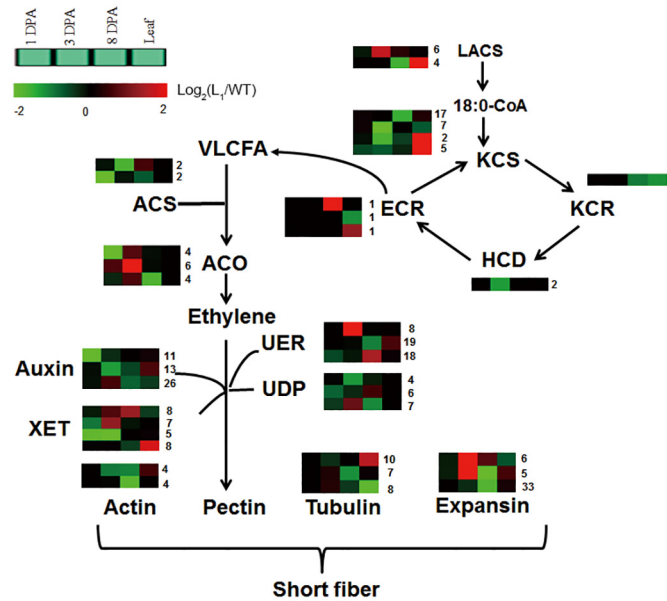 1 DPA
3 DPA
8 DPA
Leaf
Log2(L1/WT)
-2 0 2
LACS
6
4
18:0-CoA
17
7
2
5
KCS
VLCFA
2
2
ACS
ECR
1
1
1
KCR
HCD
2
4
6
4
ACO
Ethylene
UER
8
19
18
Auxin
11
13
26
UDP
4
6
7
XET
8
7
5
8
4
4
10
7
8
6
5
33
Actin Pectin Tubulin Expansin
Short fiber